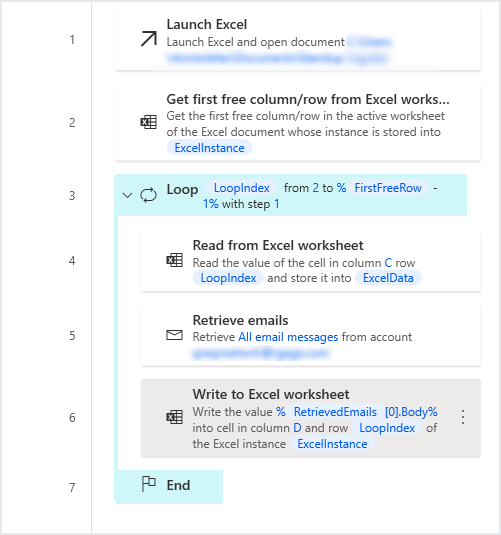 1
Launch Excel
Launch Excel and open document
2
Get first free column/row from Excel works...
Get the first free column/row in the active worksheet
of the Excel document whose instance is stored into
ExcelInstance
3
Loop LoopIndex from 2 to % FirstFreeRow -
1% with step 1
4
Read from Excel worksheet
Read the value of the cell in column C row
LoopIndex and store it into ExcelData
5
Retrieve emails
Retrieve All email messages from account
6
Write to Excel worksheet
Write the value % RetrievedEmails [0].Body%
into cell in column D and row LoopIndex of
the Excel instance ExcelInstance
7
End